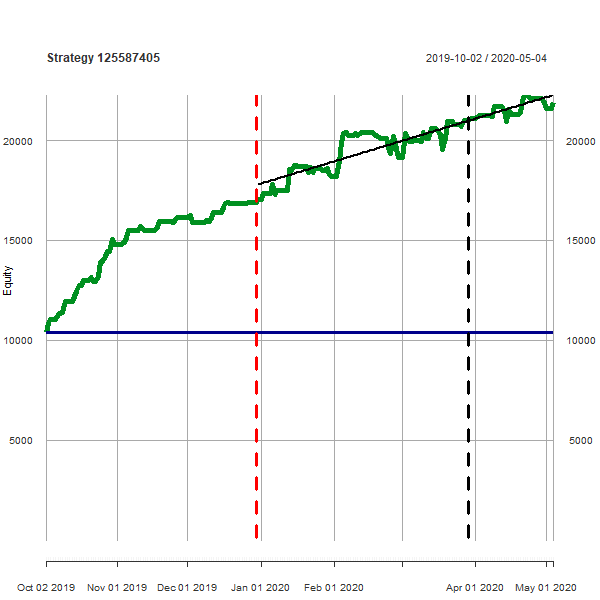 Strategy 125587405
2019-10-02 / 2020-05-04
20000
20000
15000
15000
Equity
10000
10000
5000
5000
Oct 02 2019
Nov 01 2019
Dec 01 2019
Jan 01 2020
Feb 01 2020
Apr 01 2020
May 01 2020